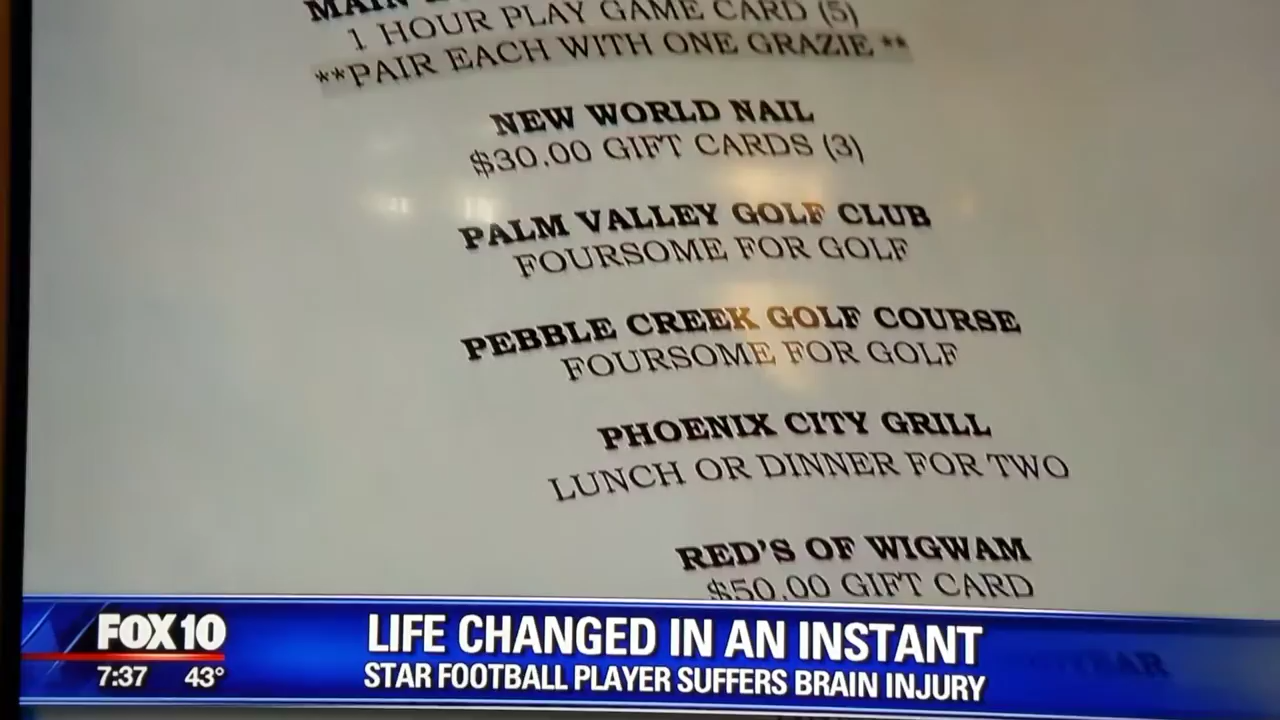 MAIN
1 HOUR PLAY GAME CARD (5)
**PAIR EACH WITH ONE GRAZIE **
NEW WORLD NAIL
$30.00 GIFT CARDS (3)
PALM VALLEY GOLF CLUB
FOURSOME FOR GOLF
PEBBLE CREEK GOLF COURSE
FOURSOME FOR GOLF
PHOENIX CITY GRILL
LUNCH OR DINNER FOR TWO
RED'S OF WIGWAM
$50.00 GIFT CARD
FOX 10
7:37 43°
LIFE CHANGED IN AN INSTANT
STAR FOOTBALL PLAYER SUFFERS BRAIN INJURY